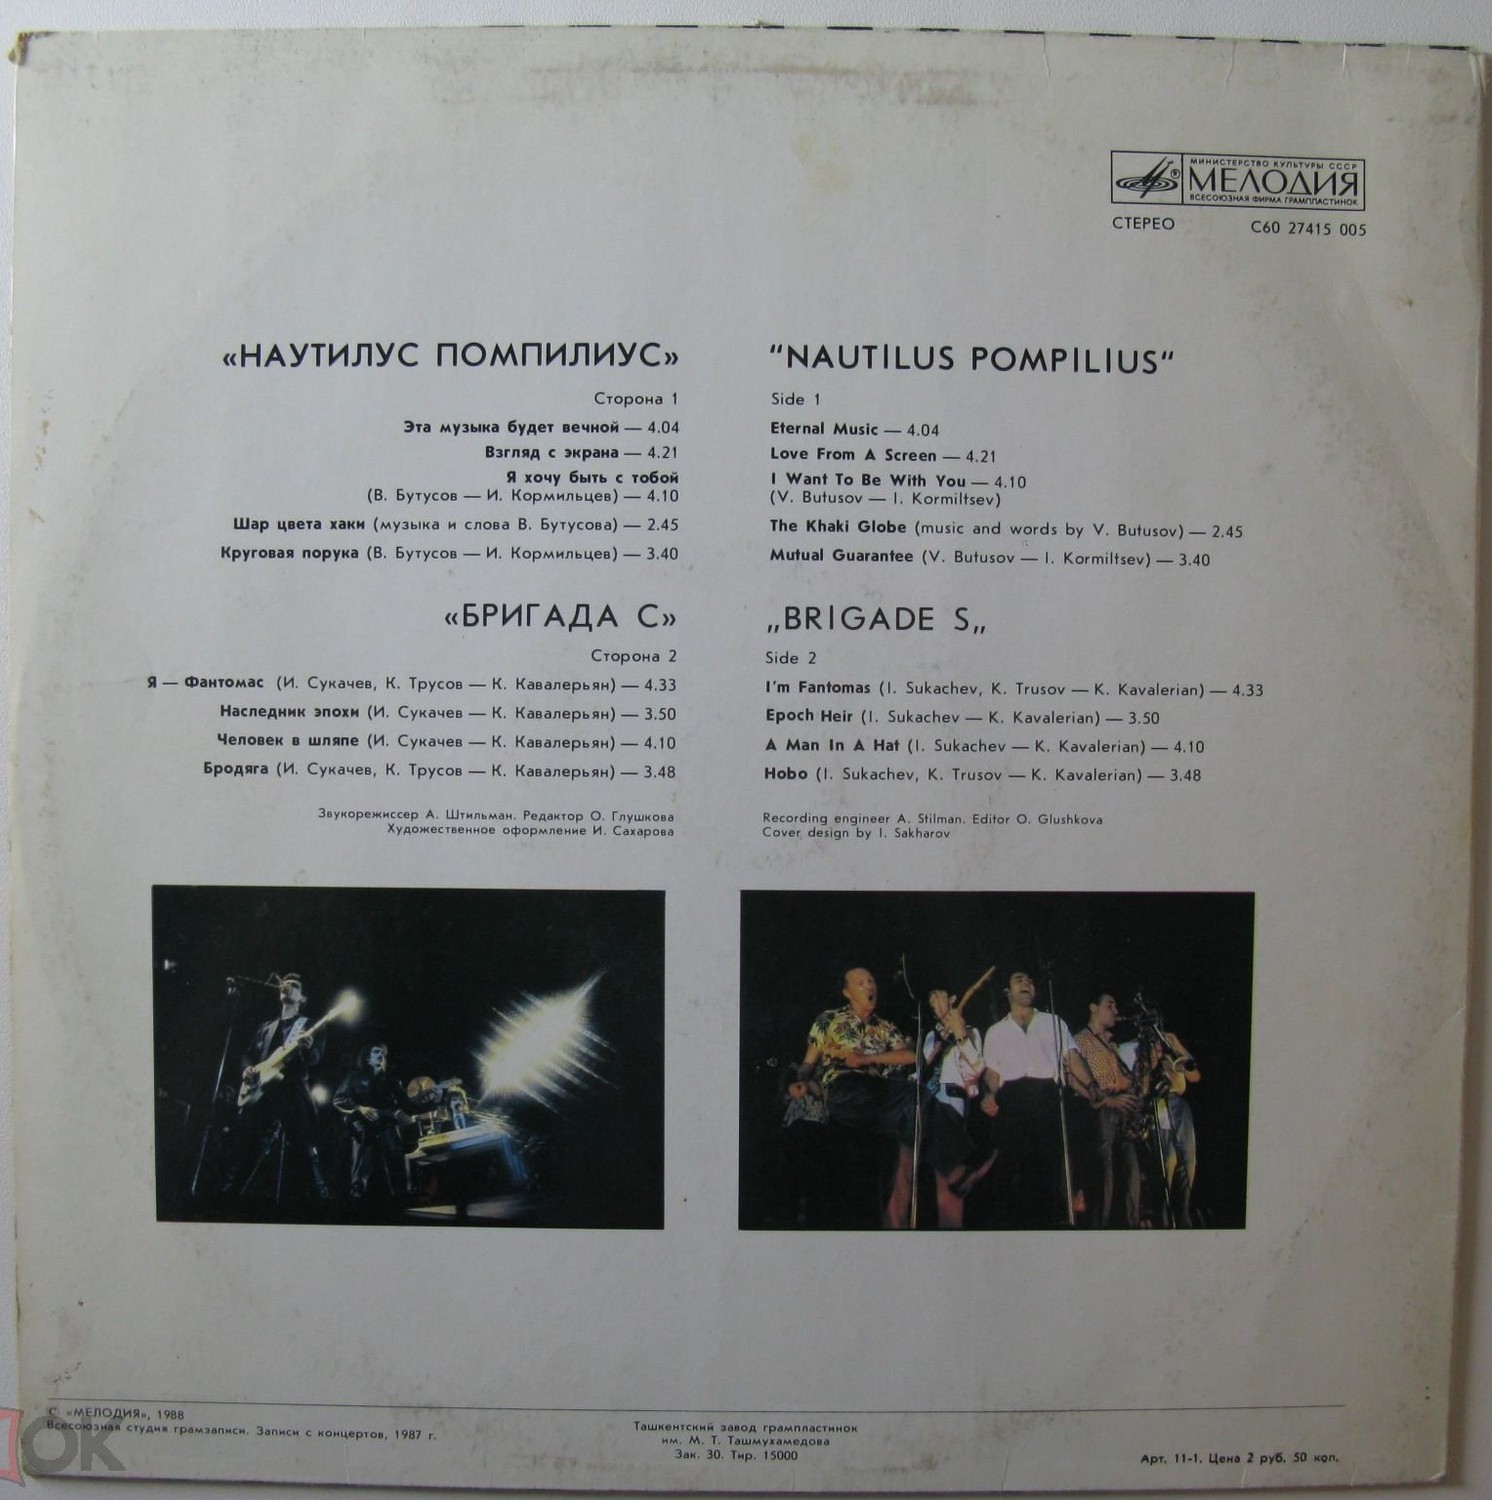 МИНИСТЕРСТВО КУЛЬТУРЫ СССР
МЕЛОДИЯ
ВСЕСОЮЗНАЯ ФИРМА ГРАМПЛАСТИНОК
СТЕРЕО
С60 27415 005
«НАУТИЛУС ПОМПИЛИУС»
Сторона 1
Эта музыка будет вечной — 4.04
Взгляд с экрана — 4.21
Я хочу быть с тобой
(В. Бутусов — И. Кормильцев) — 4.10
Шар цвета хаки (музыка и слова В. Бутусова) — 2.45
Круговая порука (В. Бутусов — И. Кормильцев) — 3.40
“NAUTILUS POMPILIUS“
Side 1
Eternal Music — 4.04
Love From A Screen — 4.21
I Want To Be With You — 4.10
(V. Butusov — I. Kormiltsev)
The Khaki Globe (music and words by V. Butusov) — 2.45
Mutual Guarantee (V. Butusov — I. Kormiltsev) — 3.40
«БРИГАДА С»
Сторона 2
Я — Фантомас (И. Сукачев, К. Трусов — К. Кавалерьян) — 4.33
Наследник эпохи (И. Сукачев — К. Кавалерьян) — 3.50
Человек в шляпе (И. Сукачев — К. Кавалерьян) — 4.10
Бродяга (И. Сукачев, К. Трусов — К. Кавалерьян) — 3.48
Звукорежиссер А. Штильман. Редактор О. Глушкова
Художественное оформление И. Сахарова
„BRIGADE S„
Side 2
I'm Fantomas (I. Sukachev, K. Trusov — K. Kavalerian) — 4.33
Epoch Heir (I. Sukachev — K. Kavalerian) — 3.50
A Man In A Hat (I. Sukachev — K. Kavalerian) — 4.10
Hobo (I. Sukachev, K. Trusov — K. Kavalerian) — 3.48
Recording engineer A. Stilman. Editor O. Glushkova
Cover design by I. Sakharov
С «МЕЛОДИЯ», 1988
Всесоюзная студия грамзаписи. Записи с концертов, 1987 г.
Ташкентский завод грампластинок
им. М. Т. Ташмухамедова
Зак. 30. Тир. 15000
Арт. 11-1. Цена 2 руб. 50 коп.
ОК